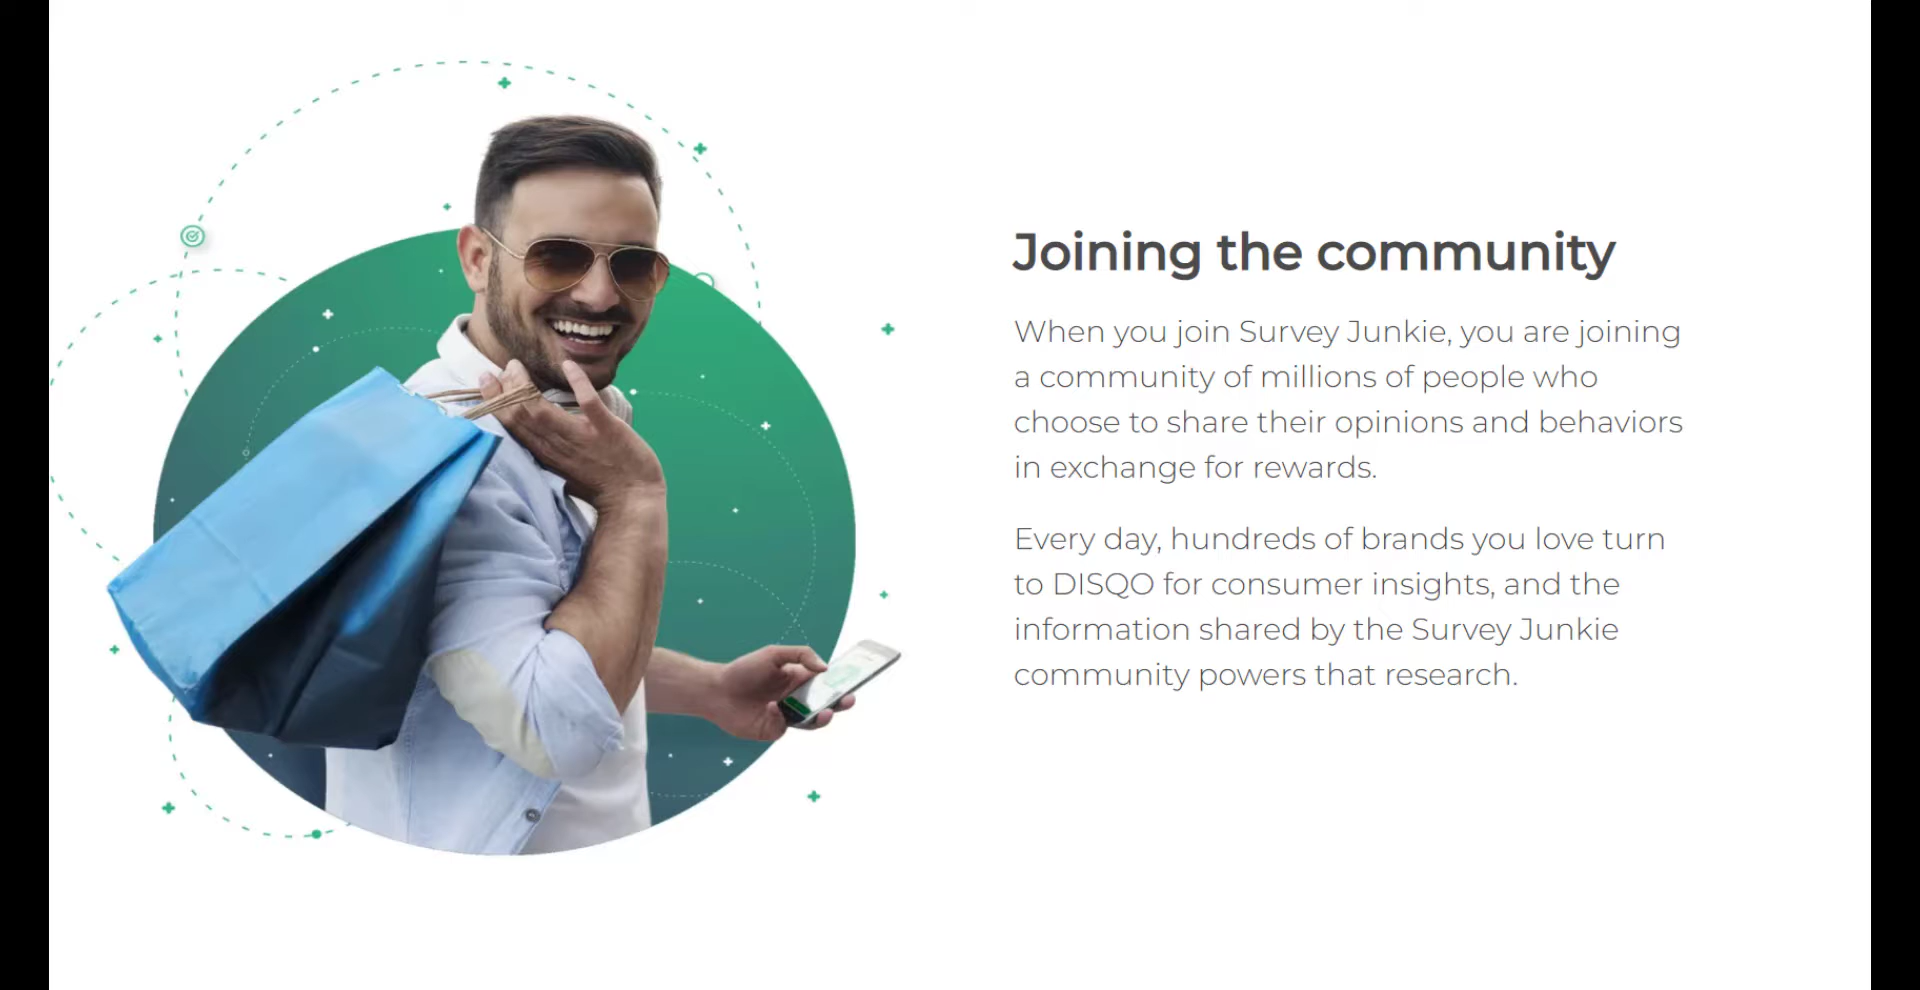 Joining the community
When you join Survey Junkie, you are joining
a community of millions of people who
choose to share their opinions and behaviors
in exchange for rewards.
Every day, hundreds of brands you love turn
to DISQO for consumer insights, and the
information shared by the Survey Junkie
community powers that research.